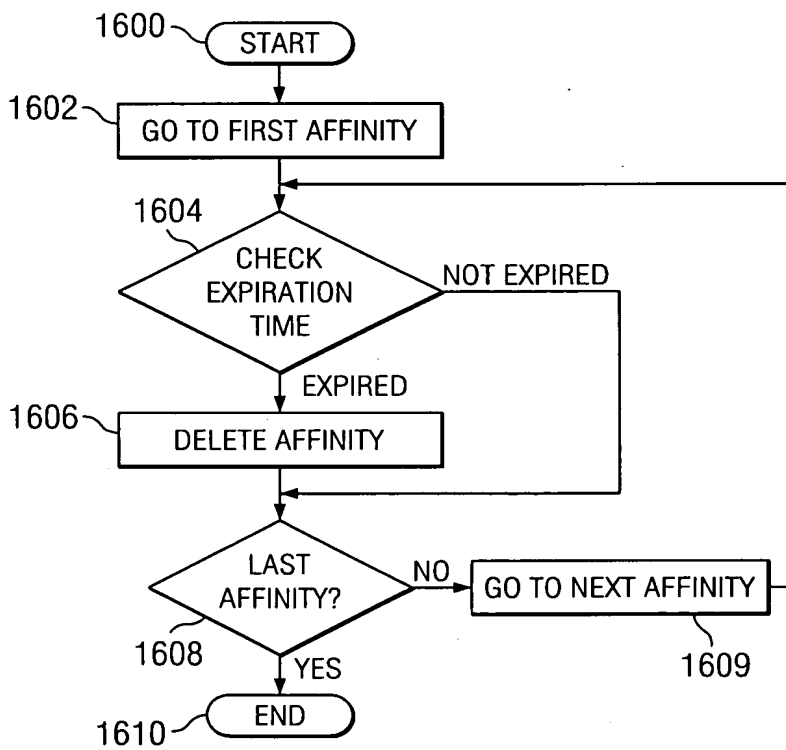 1600
START
1602
GO TO FIRST AFFINITY
1604
CHECK
EXPIRATION
TIME
NOT EXPIRED
EXPIRED
1606
DELETE AFFINITY
LAST
AFFINITY?
NO
GO TO NEXT AFFINITY
1608
1609
YES
END
1610